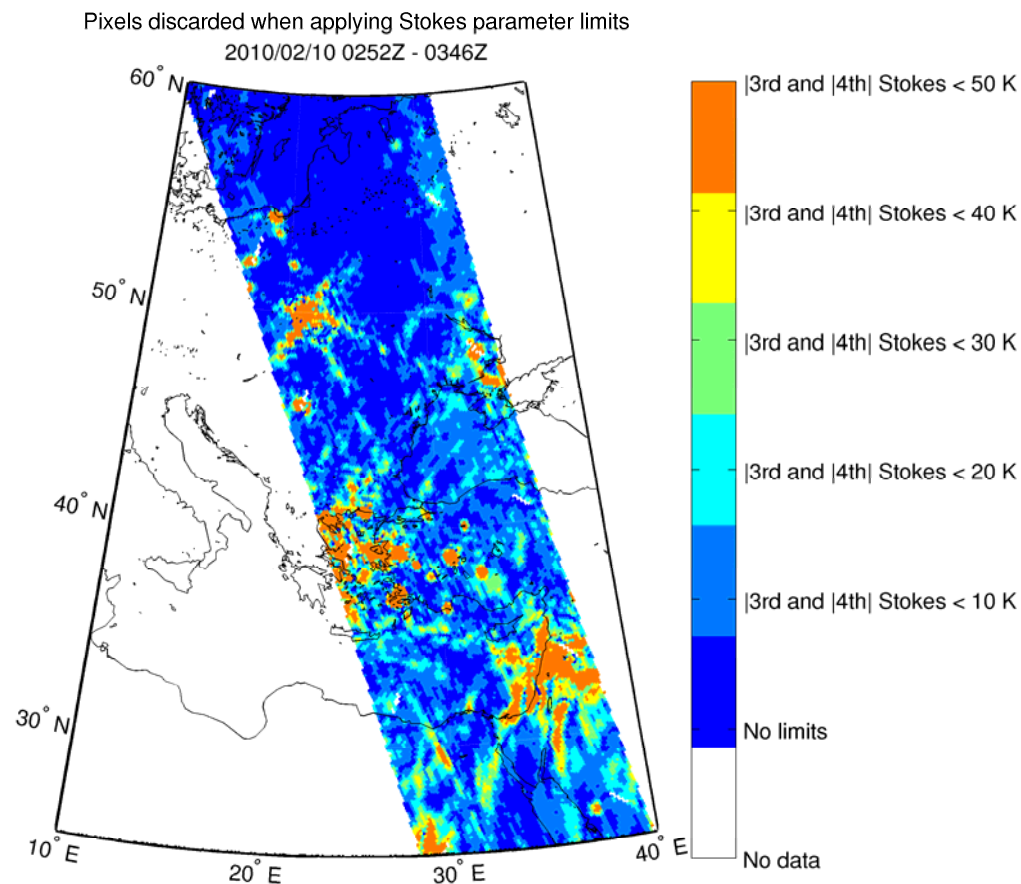 Pixels discarded when applying Stokes parameter limits
2010/02/10 0252Z - 0346Z
60° N
50° N
40° N
30° N
10° E
20° E
30° E
40° E
|3rd and |4th| Stokes < 50 K
|3rd and |4th| Stokes < 40 K
|3rd and |4th| Stokes < 30 K
|3rd and |4th| Stokes < 20 K
|3rd and |4th| Stokes < 10 K
No limits
No data